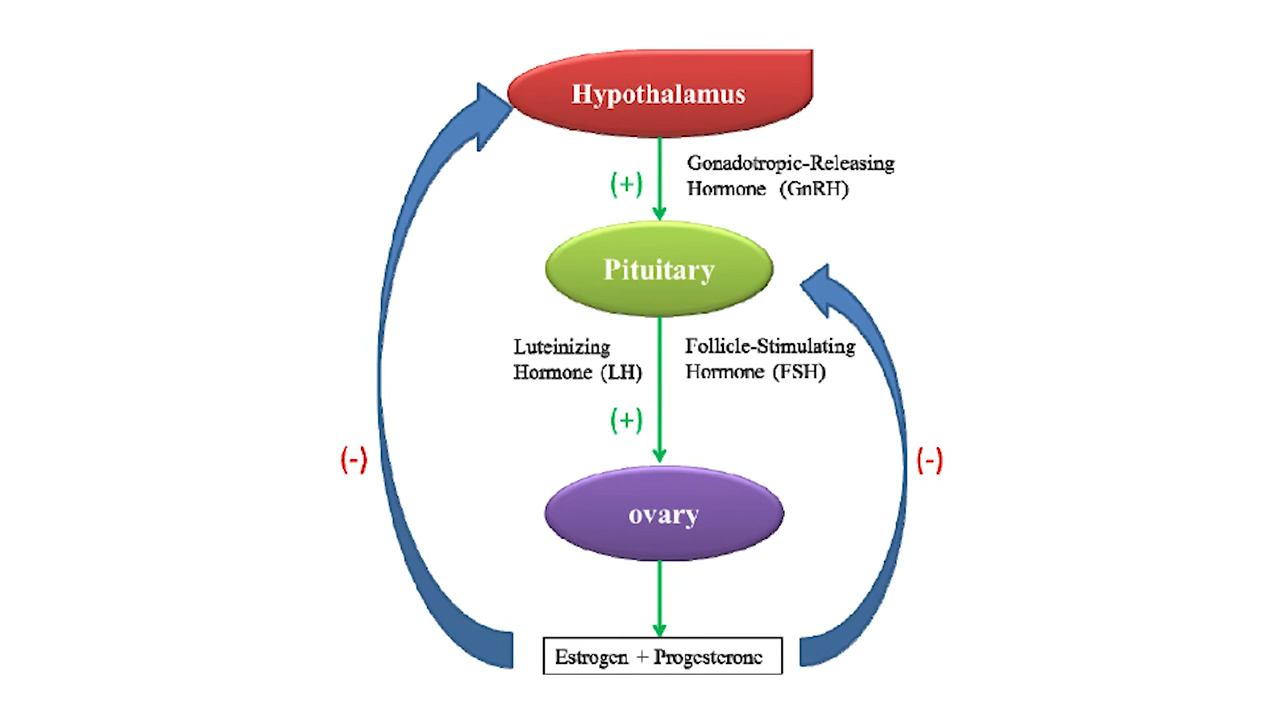 Hypothalamus
(+)
Gonadotropic-Releasing
Hormone (GnRH)
Pituitary
Luteinizing
Hormone (LH)
Follicle-Stimulating
Hormone (FSH)
(+)
(-)
(-)
ovary
Estrogen + Progesterone